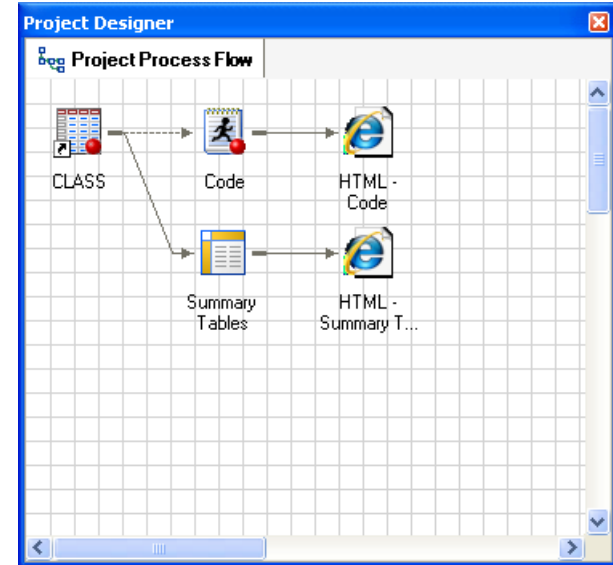 Project Designer
Project Process Flow
CLASS
Code
HTML -
Code
Summary
Tables
HTML -
Summary T...